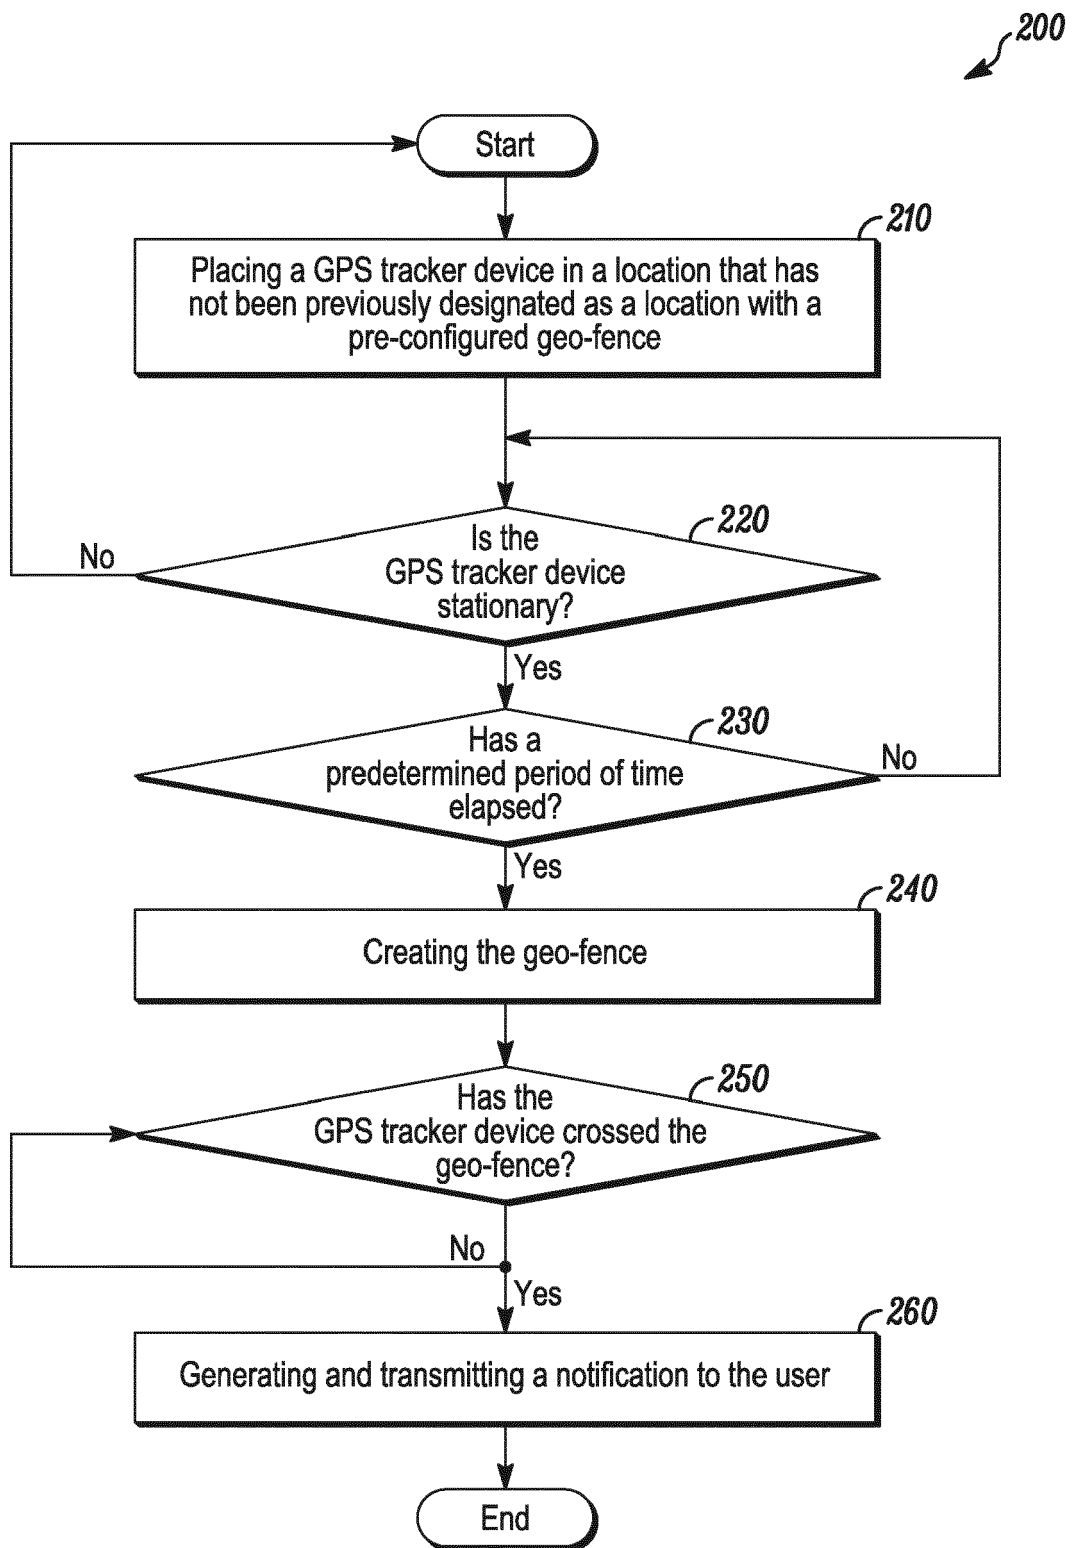 200
Start
210
Placing a GPS tracker device in a location that has
not been previously designated as a location with a
pre-configured geo-fence
220
Is the
GPS tracker device
stationary?
No
Yes
230
Has a
predetermined period of time
elapsed?
No
Yes
240
Creating the geo-fence
250
Has the
GPS tracker device crossed the
geo-fence?
No
Yes
260
Generating and transmitting a notification to the user
End